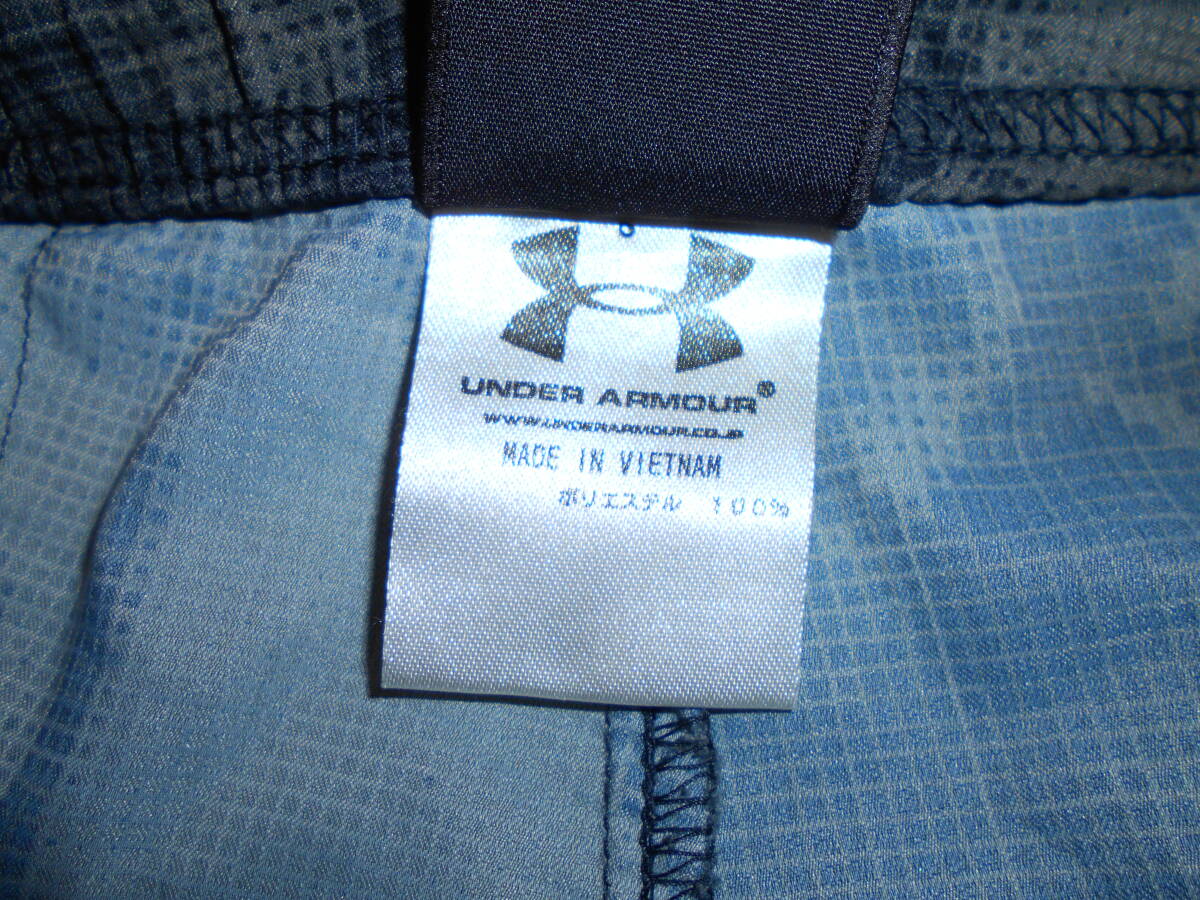 UNDER ARMOUR®
WWW.UNDERARMOUR.CO.JP
MADE IN VIETNAM
ポリエステル 100%